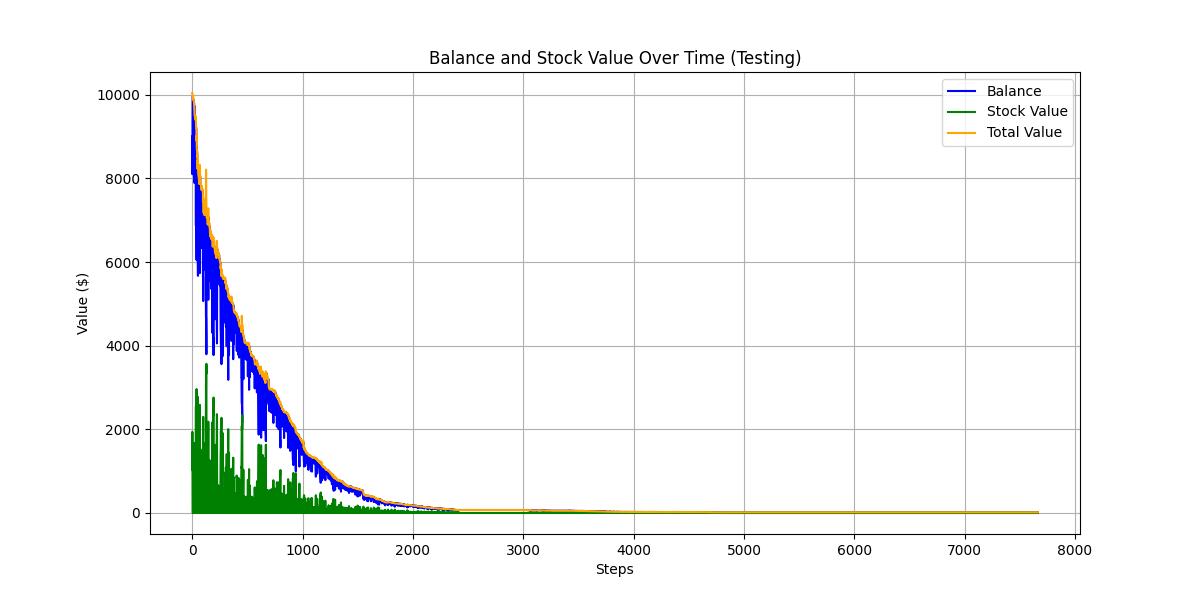 Balance and Stock Value Over Time (Testing)
Balance
Stock Value
Total Value
Value ($)
10000
8000
6000
4000
2000
0
0 1000 2000 3000 4000 5000 6000 7000 8000
Steps